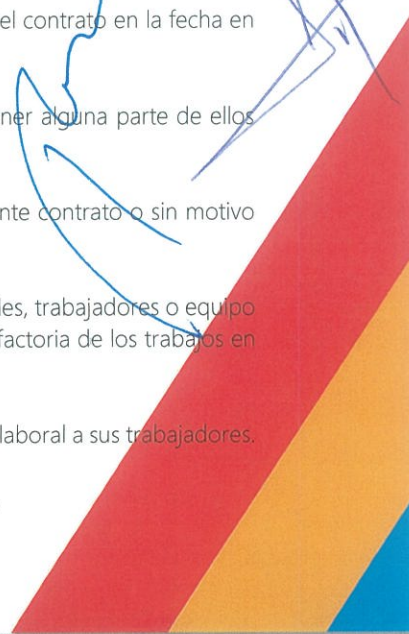 el contrato en la fecha en
ner alguna parte de ellos
nte contrato o sin motivo
les, trabajadores o equipo
factoria de los trabajos en
laboral a sus trabajadores.